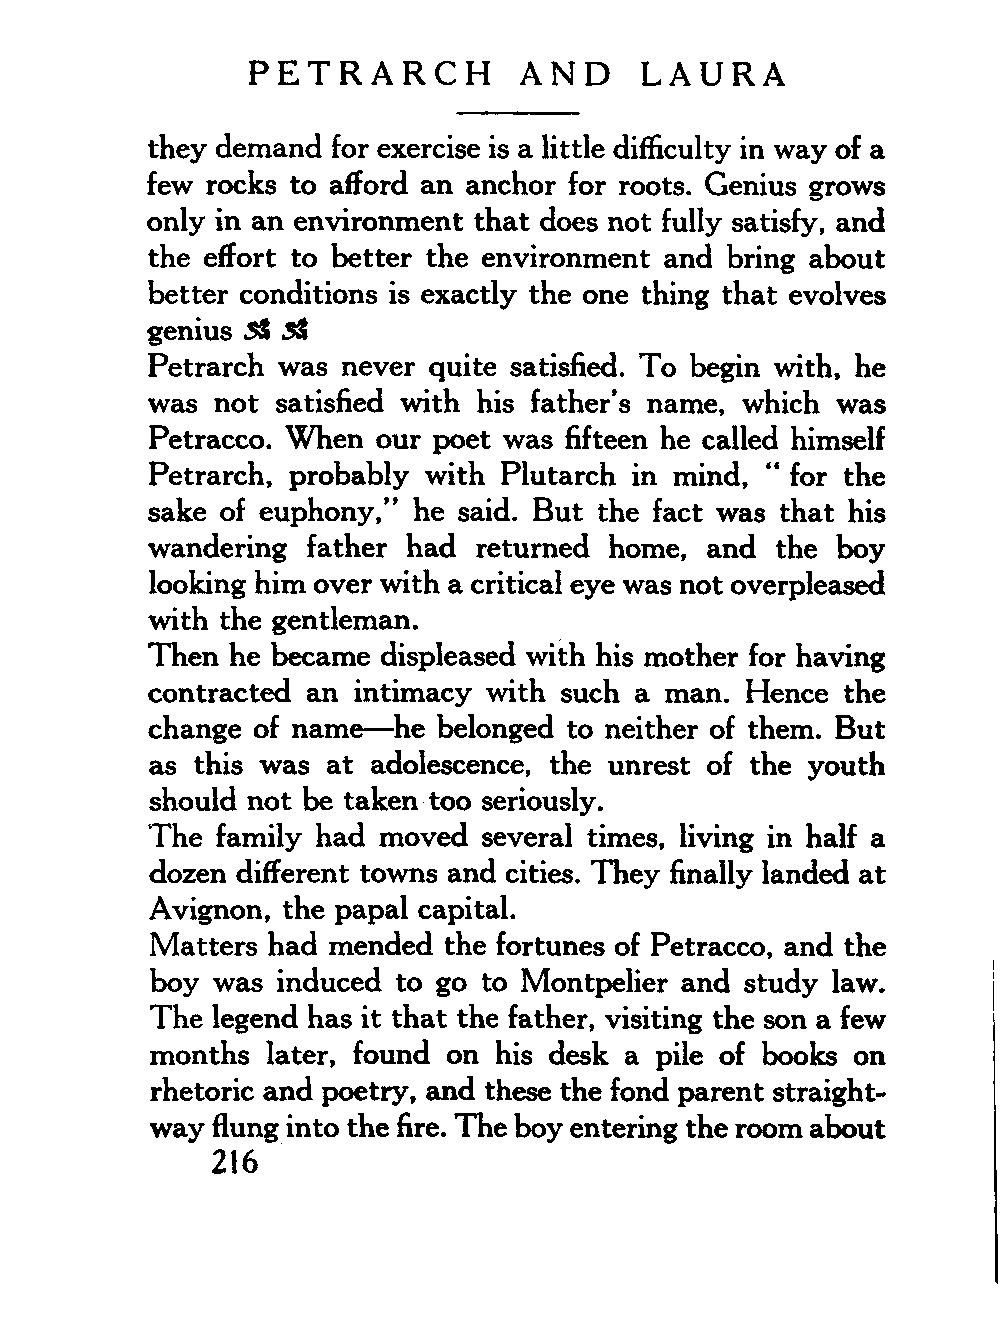 PETRARCH AND LAURA
they demand for exercise is a little difficulty in way of a
few rocks to afford an anchor for roots. Genius grows
only in an environment that does not fully satisfy, and
the effort to better the environment and bring about
better conditions is exactly the one thing that evolves
genius
Petrarch was never quite satisfied. To begin with, he
was not satisfied with his father's name, which was
Petracco. When our poet was fifteen he called himself
Petrarch, probably with Plutarch in mind, " for the
sake of euphony," he said. But the fact was that his
wandering father had returned home, and the boy
looking him over with a critical eye was not overpleased
with the gentleman.
Then he became displeased with his mother for having
contracted an intimacy with such a man. Hence the
change of name—he belonged to neither of them. But
as this was at adolescence, the unrest of the youth
should not be taken too seriously.
The family had moved several times, living in half a
dozen different towns and cities. They finally landed at
Avignon, the papal capital.
Matters had mended the fortunes of Petracco, and the
boy was induced to go to Montpelier and study law.
The legend has it that the father, visiting the son a few
months later, found on his desk a pile of books on
rhetoric and poetry, and these the fond parent straight-
way flung into the fire. The boy entering the room about
216